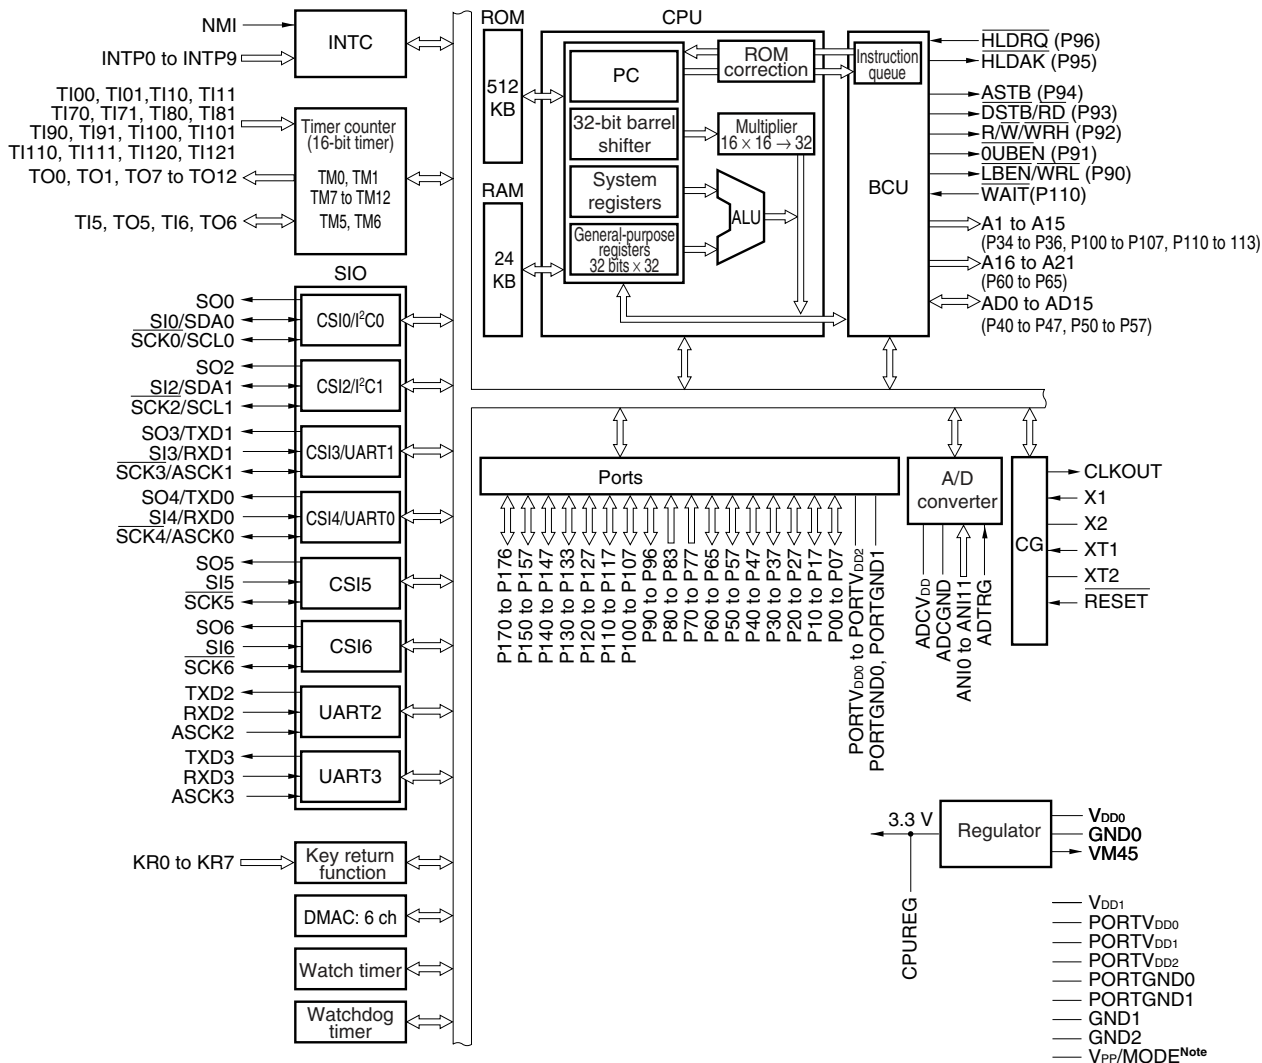 NMI
INTP0 to INTP9
INTC
TI00, TI01,TI10, TI11
TI70, TI71, TI80, TI81
TI90, TI91, TI100, TI101
TI110, TI111, TI120, TI121
TO0, TO1, TO7 to TO12
TI5, TO5, TI6, TO6
Timer counter
(16-bit timer)
TM0, TM1
TM7 to TM12
TM5, TM6
SIO
SO0
SI0/SDA0
SCK0/SCL0
CSI0/I²C0
SO2
SI2/SDA1
SCK2/SCL1
CSI2/I²C1
SO3/TXD1
SI3/RXD1
SCK3/ASCK1
CSI3/UART1
SO4/TXD0
SI4/RXD0
SCK4/ASCK0
CSI4/UART0
SO5
SI5
SCK5
CSI5
SO6
SI6
SCK6
CSI6
TXD2
RXD2
ASCK2
UART2
TXD3
RXD3
ASCK3
UART3
KR0 to KR7
Key return
function
DMAC: 6 ch
Watch timer
Watchdog
timer
ROM
512
KB
RAM
24
KB
CPU
PC
32-bit barrel
shifter
System
registers
General-purpose
registers
32 bits × 32
ROM
correction
Multiplier
16 × 16 → 32
ALU
Instruction
queue
BCU
HLDRQ (P96)
HLDAK (P95)
ASTB (P94)
DSTB/RD (P93)
R/W/WRH (P92)
0UBEN (P91)
LBEN/WRL (P90)
WAIT(P110)
A1 to A15
(P34 to P36, P100 to P107, P110 to 113)
A16 to A21
(P60 to P65)
AD0 to AD15
(P40 to P47, P50 to P57)
Ports
P170 to P176
P150 to P157
P140 to P147
P130 to P133
P120 to P127
P110 to P117
P100 to P107
P90 to P96
P80 to P83
P70 to P77
P60 to P65
P50 to P57
P40 to P47
P30 to P37
P20 to P27
P10 to P17
P00 to P07
PORTVDD0 to PORTVDD2
PORTGND0, PORTGND1
A/D
converter
ADCVDD
ADCGND
ANI0 to ANI11
ADTRG
CG
CLKOUT
X1
X2
XT1
XT2
RESET
3.3 V
CPUREG
Regulator
VDD0
GND0
VM45
VDD1
PORTVDD0
PORTVDD1
PORTVDD2
PORTGND0
PORTGND1
GND1
GND2
VPP/MODENote